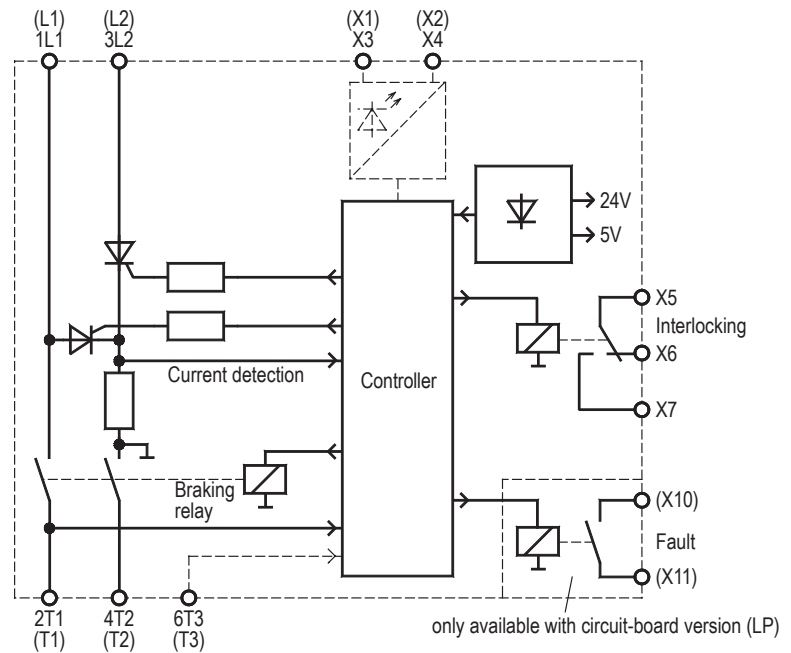 (L1) (L2) (X1) (X2)
1L1 3L2 X3 X4
24V
5V
X5
Interlocking
X6
Current detection
Controller
X7
Braking
relay
(X10)
Fault
(X11)
2T1 4T2 6T3
(T1) (T2) (T3)
only available with circuit-board version (LP)